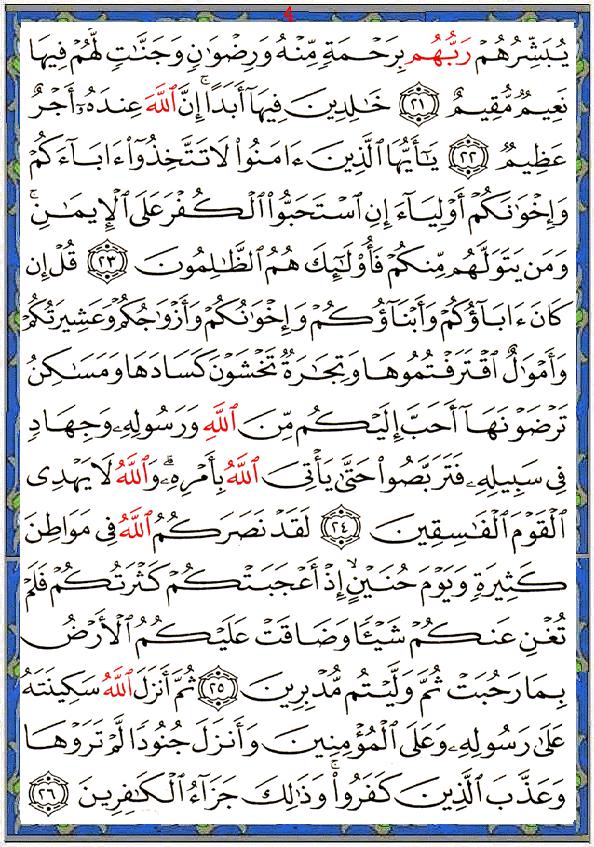 4
يُبَشِّرُهُمْ رَبُّهُم بِرَحْمَةٍ مِّنْهُ وَرِضْوَٰنٍ وَجَنَّٰتٍ لَّهُمْ فِيهَا
نَعِيمٌ مُّقِيمٌ ﴿٢١﴾ خَٰلِدِينَ فِيهَآ أَبَدًا ۚ إِنَّ ٱللَّهَ عِندَهُۥٓ أَجْرٌ
عَظِيمٌ ﴿٢٢﴾ يَٰٓأَيُّهَا ٱلَّذِينَ ءَامَنُوا۟ لَا تَتَّخِذُوٓا۟ ءَابَآءَكُمْ
وَإِخْوَٰنَكُمْ أَوْلِيَآءَ إِنِ ٱسْتَحَبُّوا۟ ٱلْكُفْرَ عَلَى ٱلْإِيمَٰنِ ۚ
وَمَن يَتَوَلَّهُم مِّنكُمْ فَأُو۟لَٰٓئِكَ هُمُ ٱلظَّٰلِمُونَ ﴿٢٣﴾ قُلْ إِن
كَانَ ءَابَآؤُكُمْ وَأَبْنَآؤُكُمْ وَإِخْوَٰنُكُمْ وَأَزْوَٰجُكُمْ وَعَشِيرَتُكُمْ
وَأَمْوَٰلٌ ٱقْتَرَفْتُمُوهَا وَتِجَٰرَةٌ تَخْشَوْنَ كَسَادَهَا وَمَسَٰكِنُ
تَرْضَوْنَهَآ أَحَبَّ إِلَيْكُم مِّنَ ٱللَّهِ وَرَسُولِهِۦ وَجِهَادٍ
فِى سَبِيلِهِۦ فَتَرَبَّصُوا۟ حَتَّىٰ يَأْتِىَ ٱللَّهُ بِأَمْرِهِۦ ۗ وَٱللَّهُ لَا يَهْدِى
ٱلْقَوْمَ ٱلْفَٰسِقِينَ ﴿٢٤﴾ لَقَدْ نَصَرَكُمُ ٱللَّهُ فِى مَوَاطِنَ
كَثِيرَةٍ وَيَوْمَ حُنَيْنٍ ۙ إِذْ أَعْجَبَتْكُمْ كَثْرَتُكُمْ فَلَمْ
تُغْنِ عَنكُمْ شَيْـًٔا وَضَاقَتْ عَلَيْكُمُ ٱلْأَرْضُ
بِمَا رَحُبَتْ ثُمَّ وَلَّيْتُم مُّدْبِرِينَ ﴿٢٥﴾ ثُمَّ أَنزَلَ ٱللَّهُ سَكِينَتَهُۥ
عَلَىٰ رَسُولِهِۦ وَعَلَى ٱلْمُؤْمِنِينَ وَأَنزَلَ جُنُودًا لَّمْ تَرَوْهَا
وَعَذَّبَ ٱلَّذِينَ كَفَرُوا۟ ۚ وَذَٰلِكَ جَزَآءُ ٱلْكَٰفِرِينَ ﴿٢٦﴾